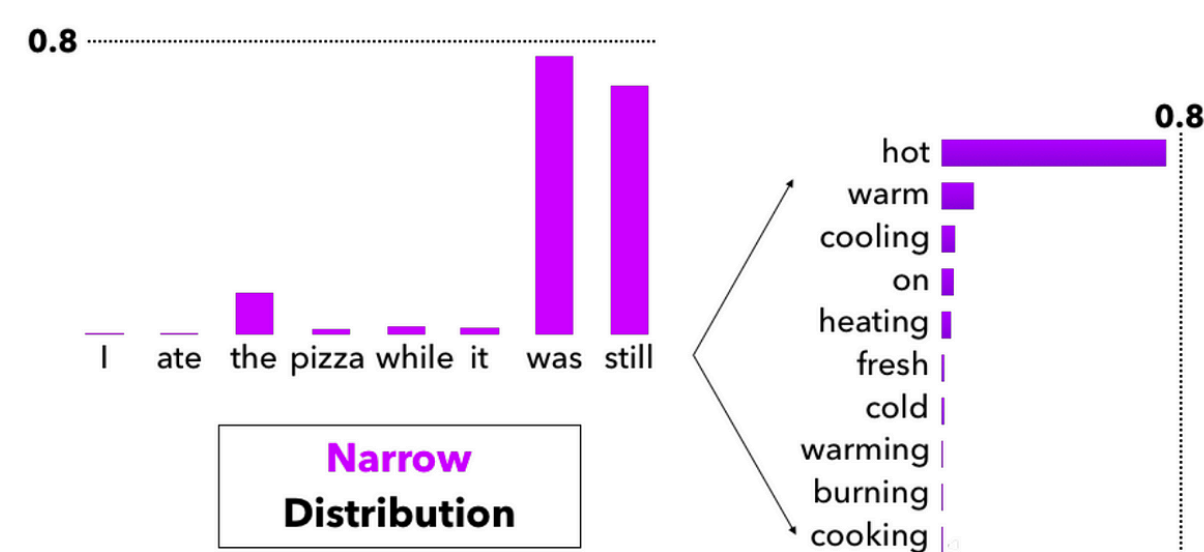 0.8
I ate the pizza while it was still
Narrow
Distribution
0.8
hot
warm
cooling
on
heating
fresh
cold
warming
burning
cooking